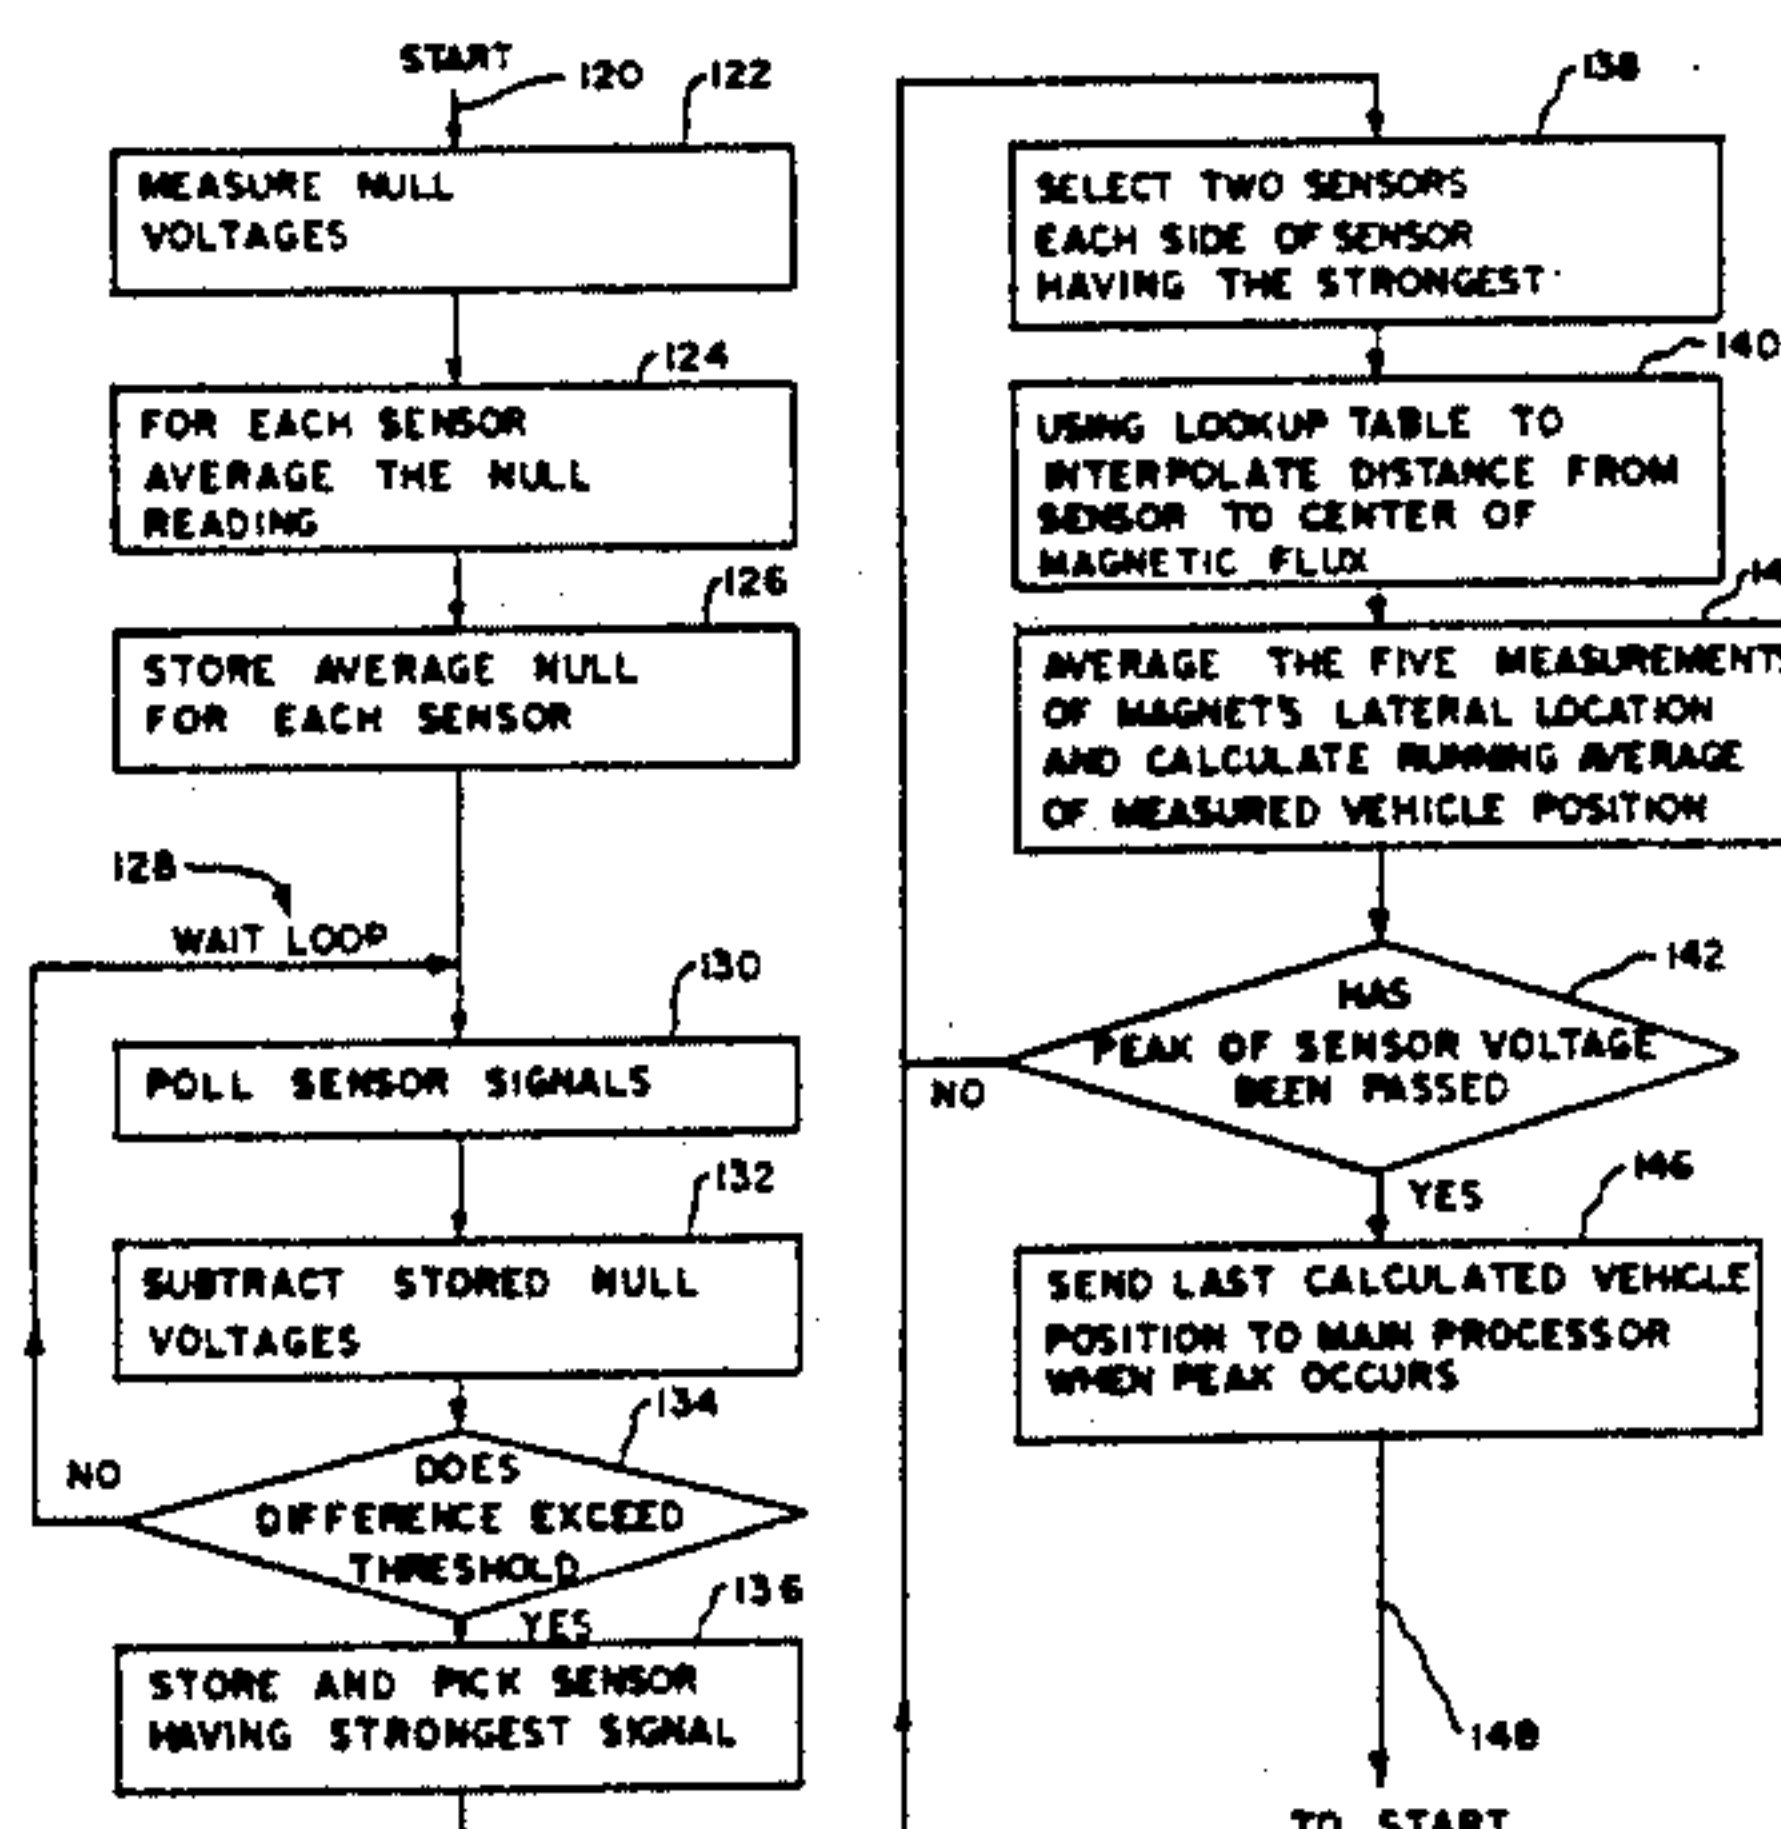 START
120
122
MEASURE NULL
VOLTAGES
124
FOR EACH SENSOR
AVERAGE THE NULL
READING
126
STORE AVERAGE NULL
FOR EACH SENSOR
128
WAIT LOOP
130
POLL SENSOR SIGNALS
132
SUBTRACT STORED NULL
VOLTAGES
134
DOES
DIFFERENCE EXCEED
THRESHOLD
NO
YES
136
STORE AND PICK SENSOR
HAVING STRONGEST SIGNAL
138
SELECT TWO SENSORS
EACH SIDE OF SENSOR
HAVING THE STRONGEST
140
USING LOOKUP TABLE TO
INTERPOLATE DISTANCE FROM
SENSOR TO CENTER OF
MAGNETIC FLUX
AVERAGE THE FIVE MEASUREMENTS
OF MAGNET'S LATERAL LOCATION
AND CALCULATE RUNNING AVERAGE
OF MEASURED VEHICLE POSITION
142
HAS
PEAK OF SENSOR VOLTAGE
BEEN PASSED
NO
YES
146
SEND LAST CALCULATED VEHICLE
POSITION TO MAIN PROCESSOR
WHEN PEAK OCCURS
148
TO START